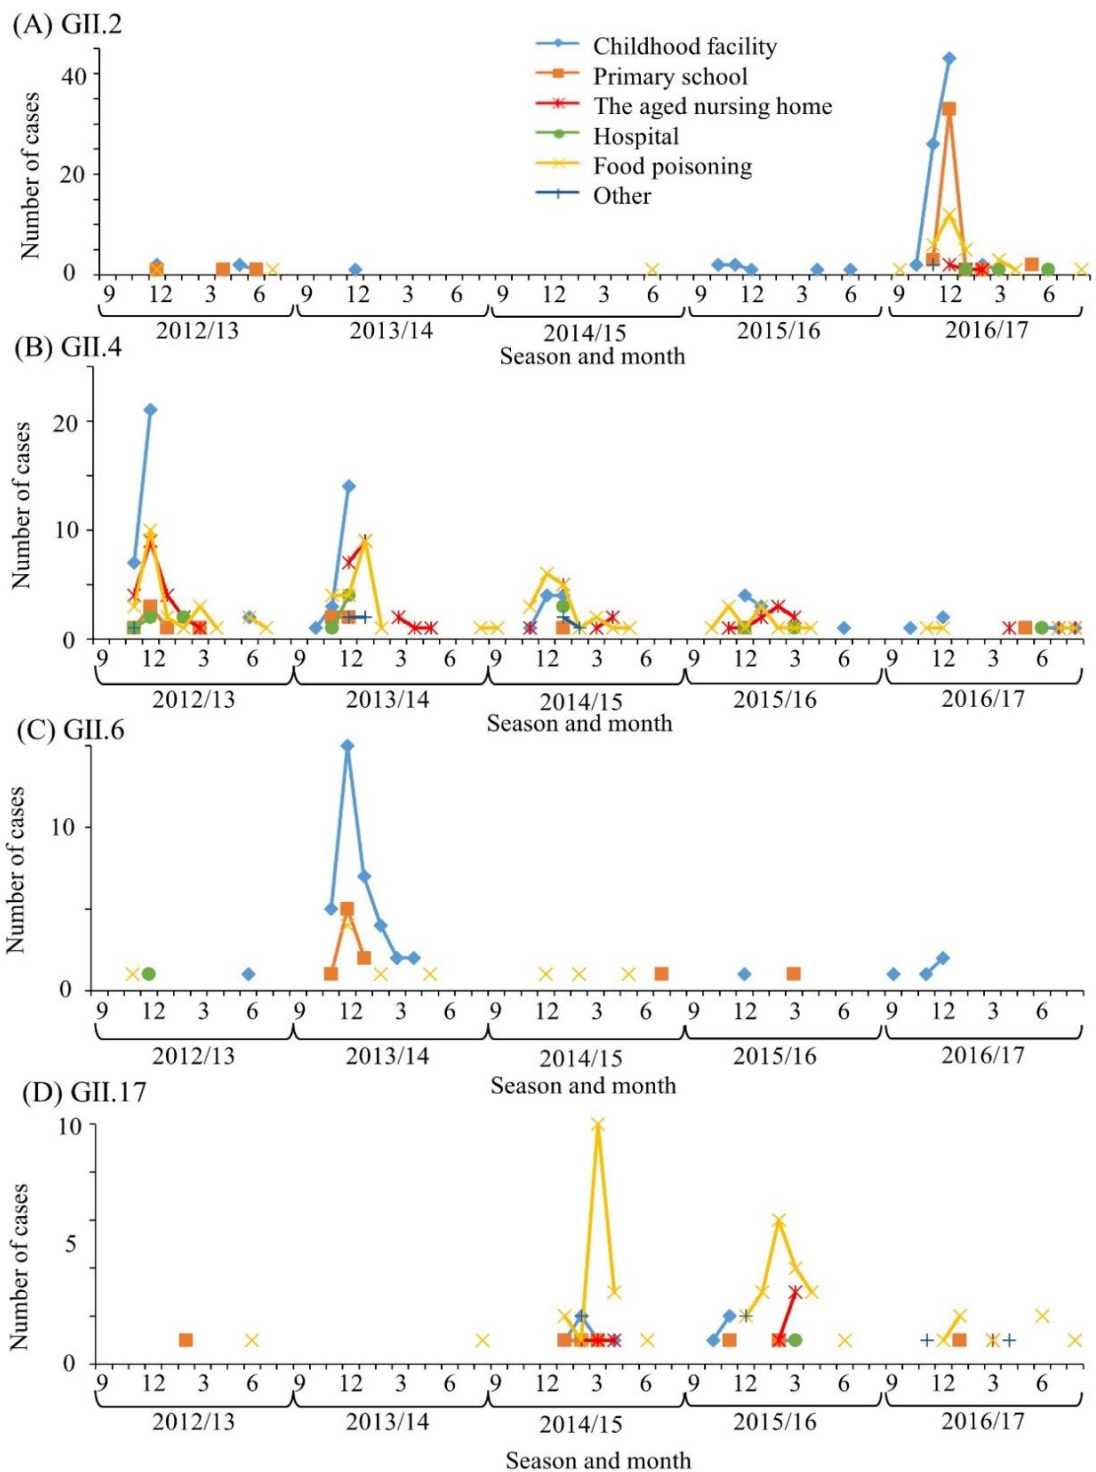 (A) GII.2
Childhood facility
Primary school
The aged nursing home
Hospital
Food poisoning
Other
Number of cases
40
20
0
9 12 3 6 9 12 3 6 9 12 3 6 9 12 3 6 9 12 3 6
2012/13 2013/14 2014/15 2015/16 2016/17
Season and month
(B) GII.4
Number of cases
20
10
0
9 12 3 6 9 12 3 6 9 12 3 6 9 12 3 6 9 12 3 6
2012/13 2013/14 2014/15 2015/16 2016/17
Season and month
(C) GII.6
Number of cases
10
0
9 12 3 6 9 12 3 6 9 12 3 6 9 12 3 6 9 12 3 6
2012/13 2013/14 2014/15 2015/16 2016/17
Season and month
(D) GII.17
Number of cases
10
5
0
9 12 3 6 9 12 3 6 9 12 3 6 9 12 3 6 9 12 3 6
2012/13 2013/14 2014/15 2015/16 2016/17
Season and month